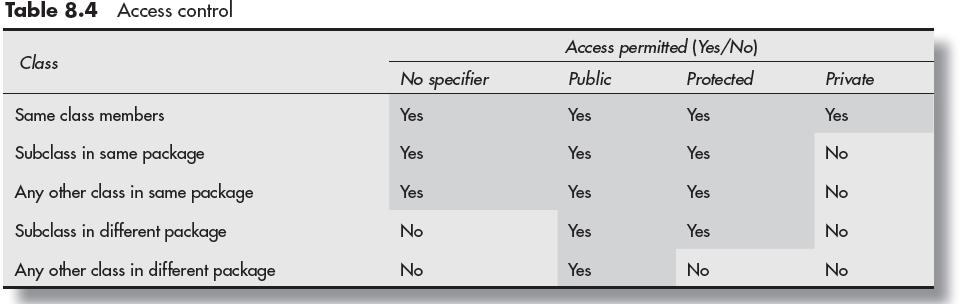 Table 8.4 Access control
Class
Access permitted (Yes/No)
No specifier Public Protected Private
Same class members Yes Yes Yes Yes
Subclass in same package Yes Yes Yes No
Any other class in same package Yes Yes Yes No
Subclass in different package No Yes Yes No
Any other class in different package No Yes No No